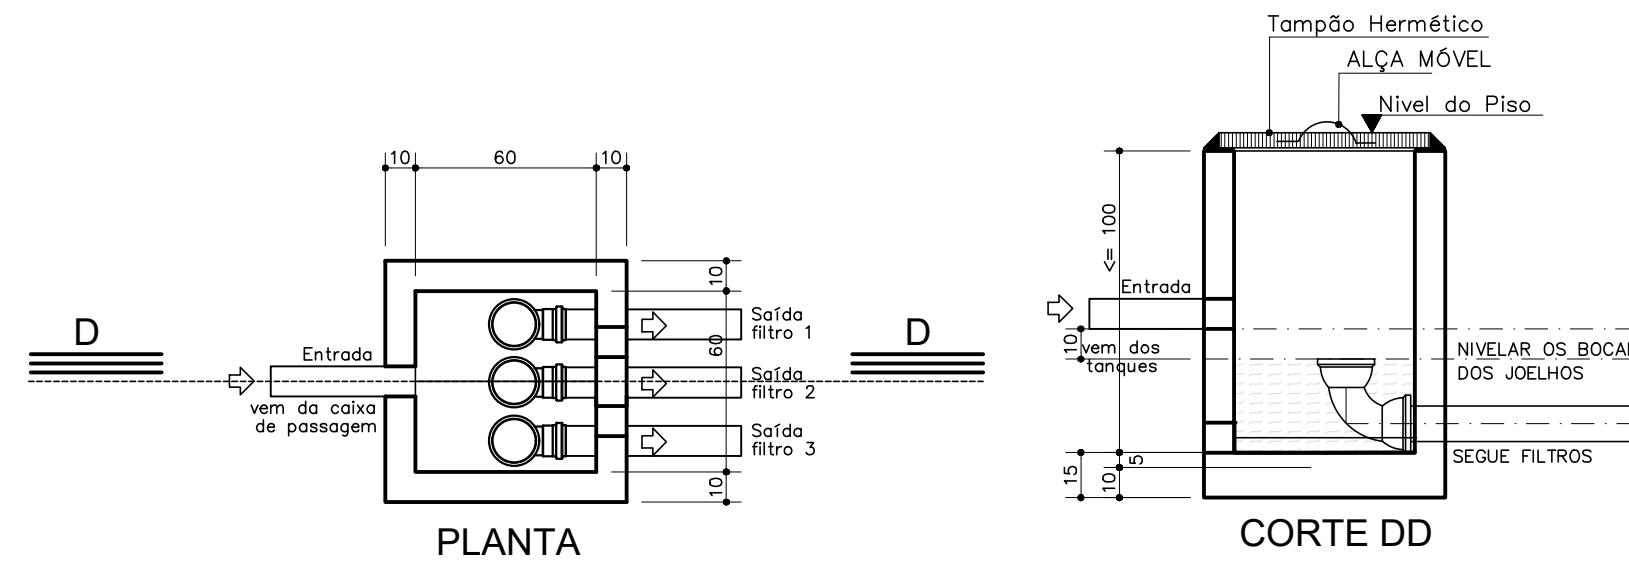 10
60
10
D
Entrada
vem da caixa
de passagem
10
60
10
Saída
filtro 1
Saída
filtro 2
Saída
filtro 3
D
PLANTA
Tampão Hermético
ALÇA MÓVEL
Nivel do Piso
<= 100
Entrada
10
vem dos
tanques
NIVELAR OS BOCA
DOS JOELHOS
SEGUE FILTROS
15
10
5
CORTE DD